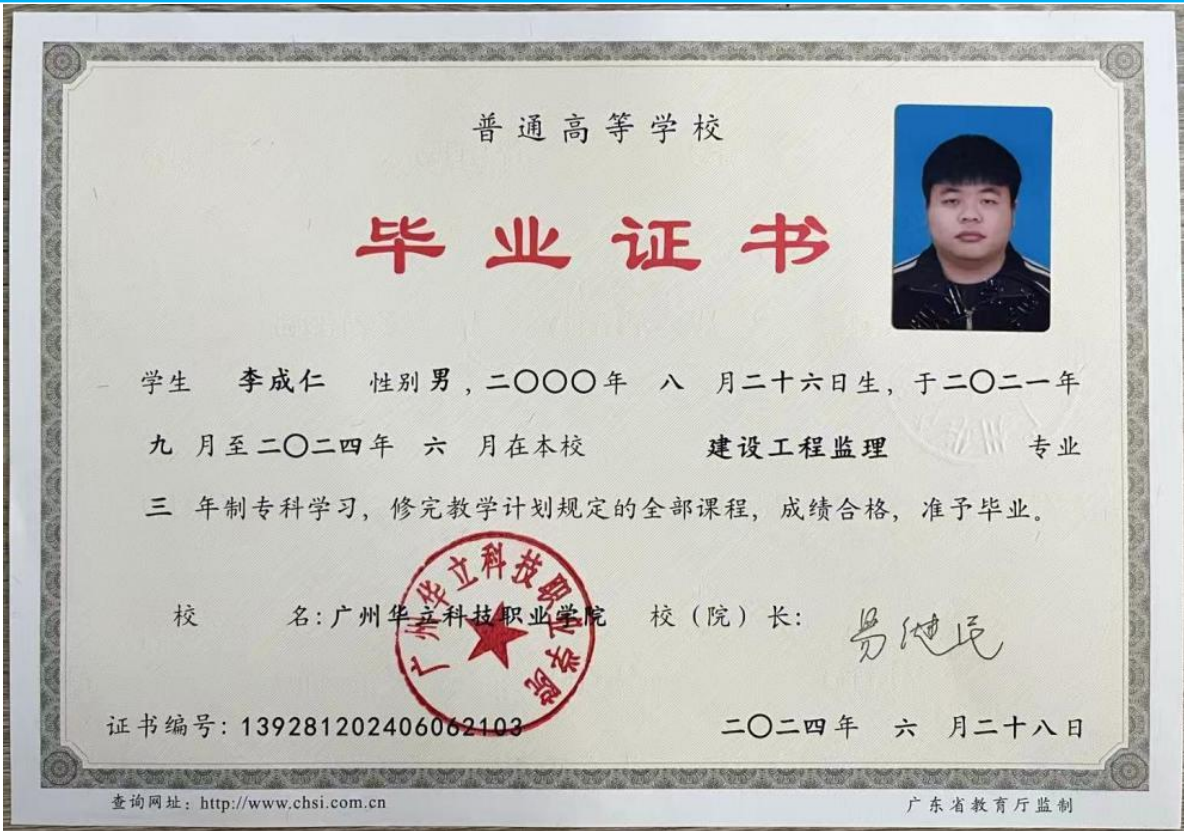 普通高等学校
毕业证书
学生 李成仁 性别 男，二〇〇〇年 八 月二十六日生，于二〇二一年
九 月至二〇二四年 六 月在本校 建设工程监理 专业
三 年制专科学习，修完教学计划规定的全部课程，成绩合格，准予毕业。
校 名：广州华立科技职业学院 校（院）长：易健民
广州华立科技职业学院
证书编号：139281202406062103 二〇二四年 六 月二十八日
查询网址：http://www.chsi.com.cn 广东省教育厅监制